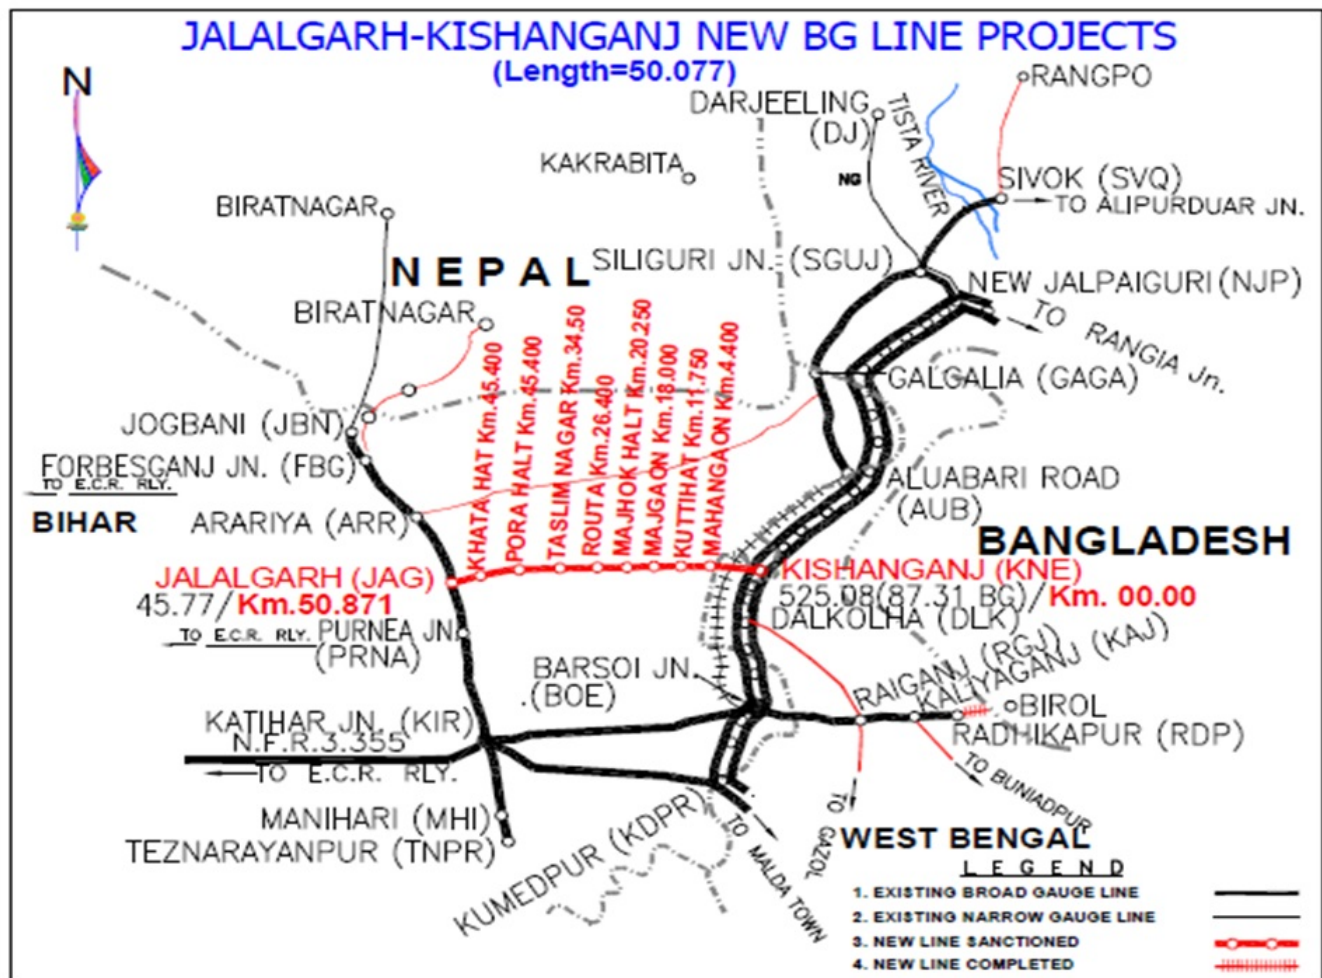 JALALGARH-KISHANGANJ NEW BG LINE PROJECTS
(Length=50.077)
N
RANGPO
DARJEELING
(DJ)
TISTA RIVER
KAKRABITA
NG
SIVOK (SVQ)
TO ALIPURDUAR JN.
BIRATNAGAR
NEPAL
SILIGURI JN. (SGUJ)
NEW JALPAIGURI (NJP)
BIRATNAGAR
TO RANGIA Jn.
KHATA HAT Km.45.400
PORA HALT Km.45.400
TASLIM NAGAR Km.34.50
ROUTA Km.26.400
MAJHOK HALT Km.20.250
MAJGAON Km.18.000
KUTTIHAT Km.11.750
MAHANGAON Km.4.400
GALGALIA (GAGA)
JOGBANI (JBN)
FORBESGANJ JN. (FBG)
TO E.C.R. RLY.
BIHAR
ARARIYA (ARR)
ALUABARI ROAD
(AUB)
BANGLADESH
JALALGARH (JAG)
45.77/Km.50.871
KISHANGANJ (KNE)
525.08(87.31 BG)/Km. 00.00
TO E.C.R. RLY.
PURNEA JN.
(PRNA)
DALKOLHA (DLK)
BARSOI JN.
.(BOE)
RAIGANJ (RGJ)
KALIYAGANJ (KAJ)
BIROL
RADHIKAPUR (RDP)
KATIHAR JN. (KIR)
N.F.R.3.355
TO E.C.R. RLY.
TO BUNIADPUR
MANIHARI (MHI)
TEZNARAYANPUR (TNPR)
KUMEDPUR (KDPR)
TO MALDA TOWN
TO GAZOL
WEST BENGAL
LEGEND
1. EXISTING BROAD GAUGE LINE
2. EXISTING NARROW GAUGE LINE
3. NEW LINE SANCTIONED
4. NEW LINE COMPLETED